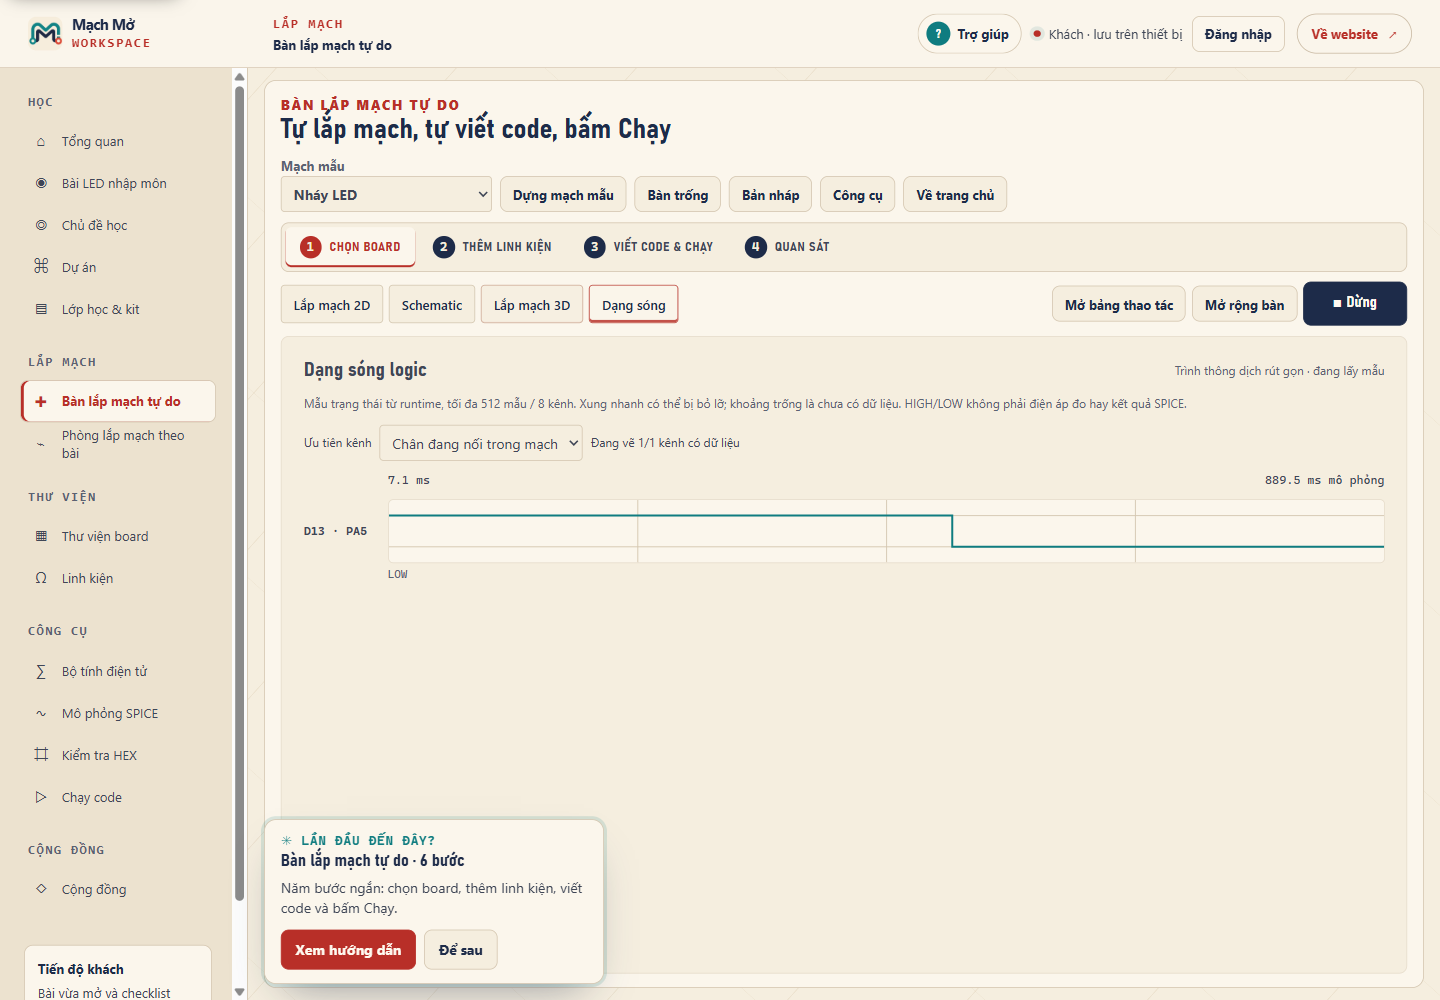 Mạch Mở
WORKSPACE
LẮP MẠCH
Bàn lắp mạch tự do
? Trợ giúp
Khách · lưu trên thiết bị
Đăng nhập
Về website ↗
HỌC
Tổng quan
Bài LED nhập môn
Chủ đề học
Dự án
Lớp học & kit
LẮP MẠCH
Bàn lắp mạch tự do
Phòng lắp mạch theo
bài
THƯ VIỆN
Thư viện board
Linh kiện
CÔNG CỤ
Bộ tính điện tử
Mô phỏng SPICE
Kiểm tra HEX
Chạy code
CỘNG ĐỒNG
Cộng đồng
Tiến độ khách
Bài vừa mở và checklist
BÀN LẮP MẠCH TỰ DO
Tự lắp mạch, tự viết code, bấm Chạy
Mạch mẫu
Nháy LED
Dựng mạch mẫu
Bàn trống
Bản nháp
Công cụ
Về trang chủ
1 CHỌN BOARD
2 THÊM LINH KIỆN
3 VIẾT CODE & CHẠY
4 QUAN SÁT
Lắp mạch 2D
Schematic
Lắp mạch 3D
Dạng sóng
Mở bảng thao tác
Mở rộng bàn
■ Dừng
Dạng sóng logic
Trình thông dịch rút gọn · đang lấy mẫu
Mẫu trạng thái từ runtime, tối đa 512 mẫu / 8 kênh. Xung nhanh có thể bị bỏ lỡ; khoảng trống là chưa có dữ liệu. HIGH/LOW không phải điện áp đo hay kết quả SPICE.
Ưu tiên kênh
Chân đang nối trong mạch
Đang vẽ 1/1 kênh có dữ liệu
7.1 ms
889.5 ms mô phỏng
D13 · PA5
LOW
✳ LẦN ĐẦU ĐẾN ĐÂY?
Bàn lắp mạch tự do · 6 bước
Năm bước ngắn: chọn board, thêm linh kiện, viết
code và bấm Chạy.
Xem hướng dẫn
Để sau